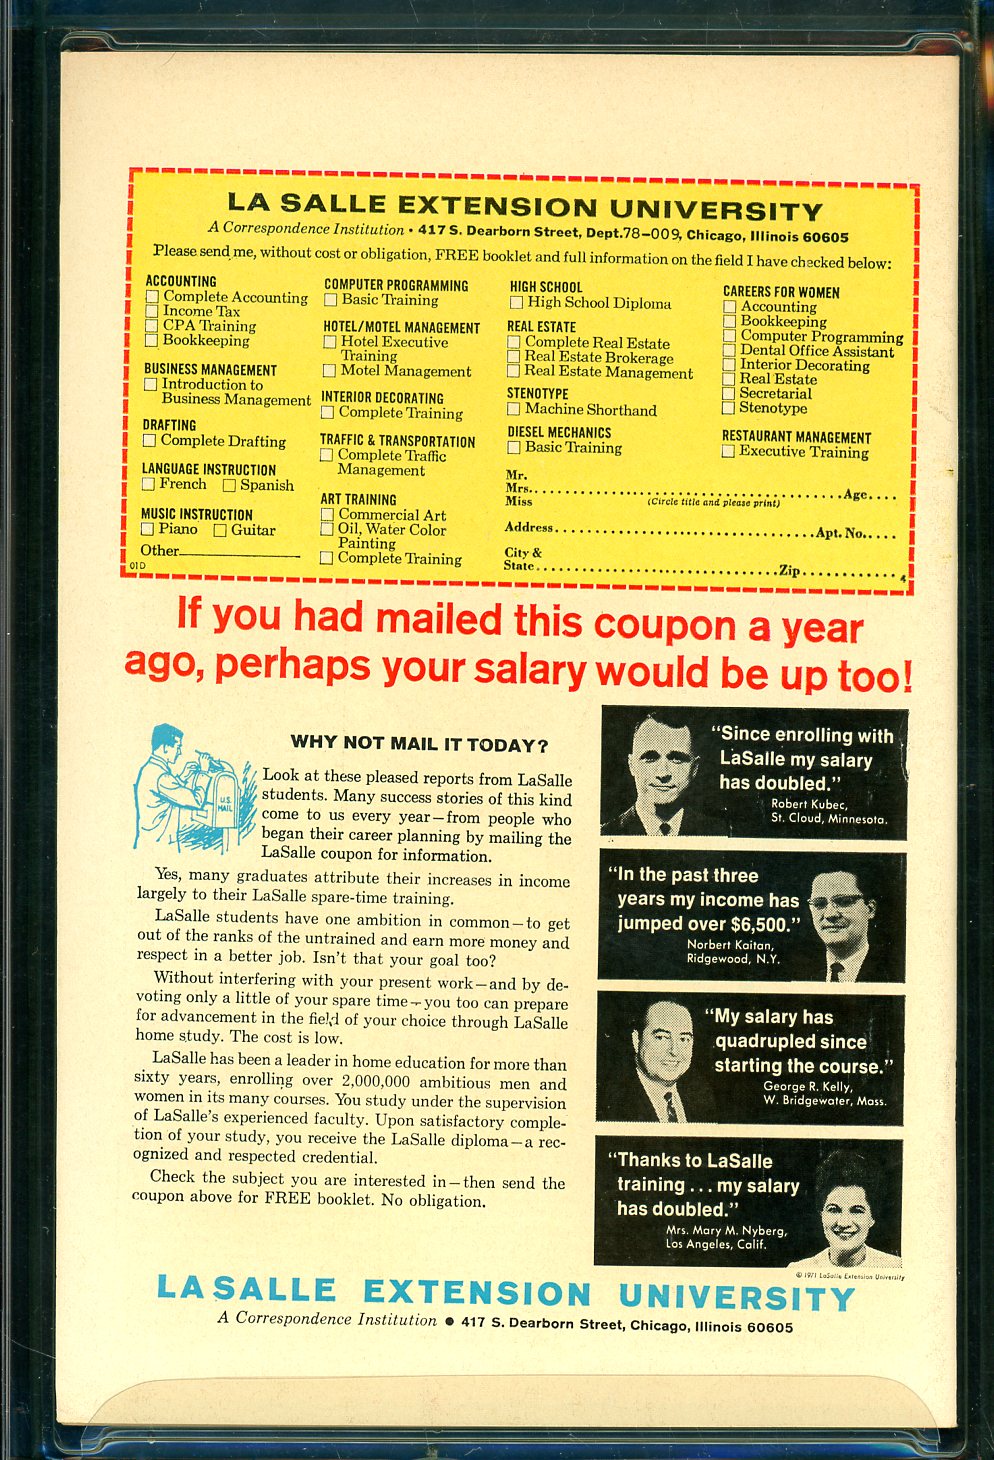 LA SALLE EXTENSION UNIVERSITY
A Correspondence Institution • 417 S. Dearborn Street, Dept.78-009, Chicago, Illinois 60605
Please send me, without cost or obligation, FREE booklet and full information on the field I have checked below:
ACCOUNTING
Complete Accounting
Income Tax
CPA Training
Bookkeeping
BUSINESS MANAGEMENT
Introduction to
Business Management
DRAFTING
Complete Drafting
LANGUAGE INSTRUCTION
French Spanish
MUSIC INSTRUCTION
Piano Guitar
Other
01D
COMPUTER PROGRAMMING
Basic Training
HOTEL/MOTEL MANAGEMENT
Hotel Executive
Training
Motel Management
INTERIOR DECORATING
Complete Training
TRAFFIC & TRANSPORTATION
Complete Traffic
Management
ART TRAINING
Commercial Art
Oil, Water Color
Painting
Complete Training
HIGH SCHOOL
High School Diploma
REAL ESTATE
Complete Real Estate
Real Estate Brokerage
Real Estate Management
STENOTYPE
Machine Shorthand
DIESEL MECHANICS
Basic Training
CAREERS FOR WOMEN
Accounting
Bookkeeping
Computer Programming
Dental Office Assistant
Interior Decorating
Real Estate
Secretarial
Stenotype
RESTAURANT MANAGEMENT
Executive Training
Mr.
Mrs. Age
Miss (Circle title and please print)
Address Apt. No.
City &
State Zip
If you had mailed this coupon a year
ago, perhaps your salary would be up too!
U.S.
MAIL
WHY NOT MAIL IT TODAY?
Look at these pleased reports from LaSalle
students. Many success stories of this kind
come to us every year—from people who
began their career planning by mailing the
LaSalle coupon for information.
Yes, many graduates attribute their increases in income
largely to their LaSalle spare-time training.
LaSalle students have one ambition in common—to get
out of the ranks of the untrained and earn more money and
respect in a better job. Isn't that your goal too?
Without interfering with your present work—and by de-
voting only a little of your spare time—you too can prepare
for advancement in the field of your choice through LaSalle
home study. The cost is low.
LaSalle has been a leader in home education for more than
sixty years, enrolling over 2,000,000 ambitious men and
women in its many courses. You study under the supervision
of LaSalle's experienced faculty. Upon satisfactory comple-
tion of your study, you receive the LaSalle diploma—a rec-
ognized and respected credential.
Check the subject you are interested in—then send the
coupon above for FREE booklet. No obligation.
"Since enrolling with
LaSalle my salary
has doubled."
Robert Kubec,
St. Cloud, Minnesota.
"In the past three
years my income has
jumped over $6,500."
Norbert Kaitan,
Ridgewood, N.Y.
"My salary has
quadrupled since
starting the course."
George R. Kelly,
W. Bridgewater, Mass.
"Thanks to LaSalle
training... my salary
has doubled."
Mrs. Mary M. Nyberg,
Los Angeles, Calif.
© 1971 LaSalle Extension University
LA SALLE EXTENSION UNIVERSITY
A Correspondence Institution • 417 S. Dearborn Street, Chicago, Illinois 60605